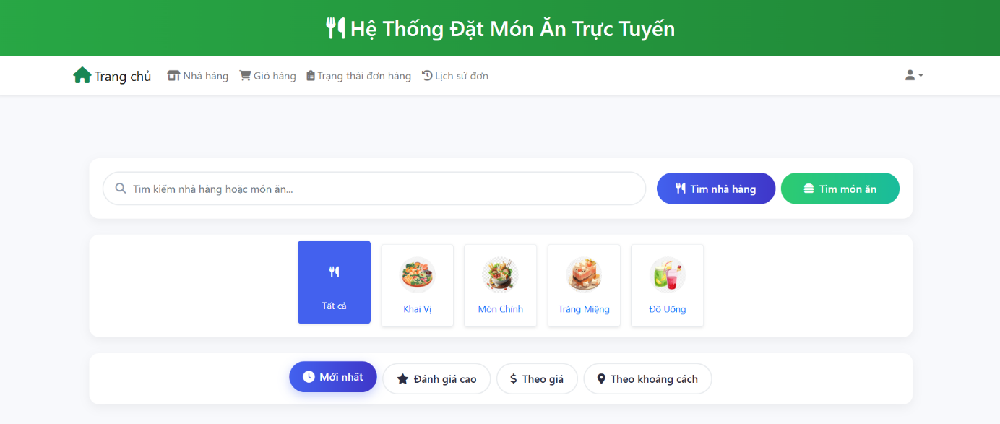 Hệ Thống Đặt Món Ăn Trực Tuyến
Trang chủ Nhà hàng Giỏ hàng Trạng thái đơn hàng Lịch sử đơn
Tìm kiếm nhà hàng hoặc món ăn... Tìm nhà hàng Tìm món ăn
Tất cả Khai Vị Món Chính Tráng Miệng Đồ Uống
Mới nhất Đánh giá cao $ Theo giá Theo khoảng cách